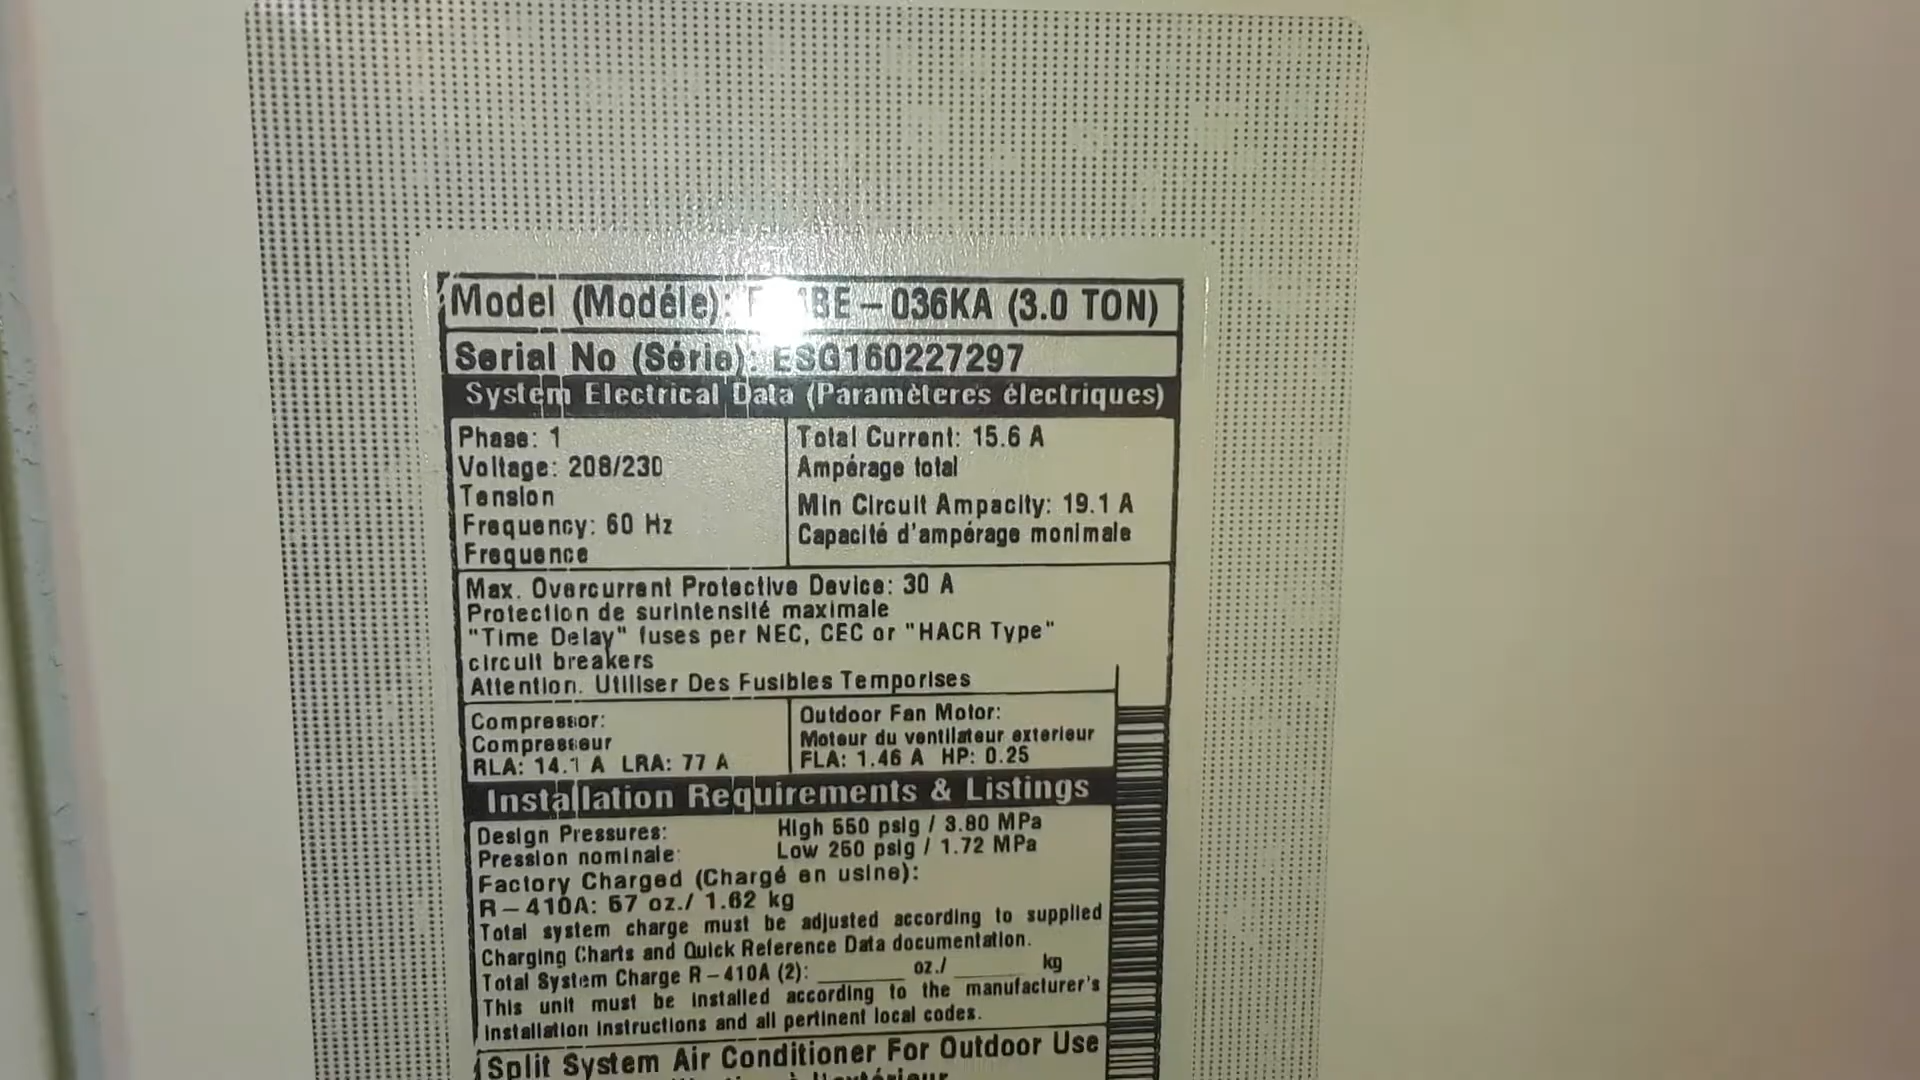 Model (Modéle): BE-036KA (3.0 TON)
Serial No (Série): ESG160227297
System Electrical Data (Paramèteres électriques)
Phase: 1
Voltage: 208/230
Tension
Frequency: 60 Hz
Frequence
Total Current: 15.6 A
Ampérage total
Min Circuit Ampacity: 19.1 A
Capacité d'ampérage monimale
Max. Overcurrent Protective Device: 30 A
Protection de surintensité maximale
"Time Delay" fuses per NEC, CEC or "HACR Type"
circuit breakers
Attention. Utiliser Des Fusibles Temporises
Compressor:
Compresseur
RLA: 14.1 A LRA: 77 A
Outdoor Fan Motor:
Moteur du ventilateur exterieur
FLA: 1.46 A HP: 0.25
Installation Requirements & Listings
Design Pressures: High 550 psig / 3.80 MPa
Pression nominale: Low 250 psig / 1.72 MPa
Factory Charged (Chargé en usine):
R-410A: 57 oz./ 1.62 kg
Total system charge must be adjusted according to supplied
Charging Charts and Quick Reference Data documentation.
Total System Charge R-410A (2): ______ oz./ ______ kg
This unit must be installed according to the manufacturer's
installation instructions and all pertinent local codes.
Split System Air Conditioner For Outdoor Use